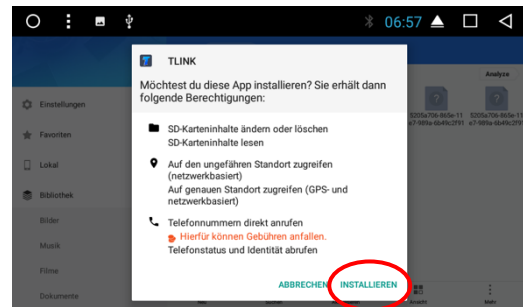 06:57
TLINK
Möchtest du diese App installieren? Sie erhält dann
folgende Berechtigungen:
SD-Karteninhalte ändern oder löschen
SD-Karteninhalte lesen
Auf den ungefähren Standort zugreifen
(netzwerkbasiert)
Auf genauen Standort zugreifen (GPS- und
netzwerkbasiert)
Telefonnummern direkt anrufen
Hierfür können Gebühren anfallen.
Telefonstatus und Identität abrufen
ABBRECHEN
INSTALLIEREN
Einstellungen
Favoriten
Lokal
Bibliothek
Bilder
Musik
Filme
Dokumente
Analyze
Ansicht
Mehr